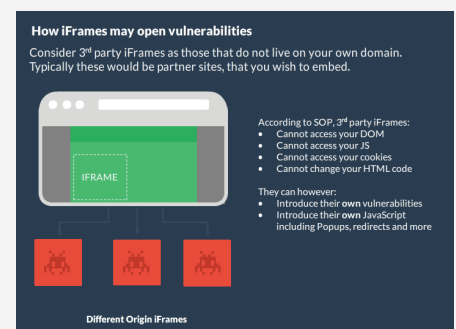 How iFrames may open vulnerabilities
Consider 3rd party iFrames as those that do not live on your own domain.
Typically these would be partner sites, that you wish to embed.
IFRAME
According to SOP, 3rd party iFrames:
• Cannot access your DOM
• Cannot access your JS
• Cannot access your cookies
• Cannot change your HTML code
They can however:
• Introduce their own vulnerabilities
• Introduce their own JavaScript
including Popups, redirects and more
Different Origin iFrames